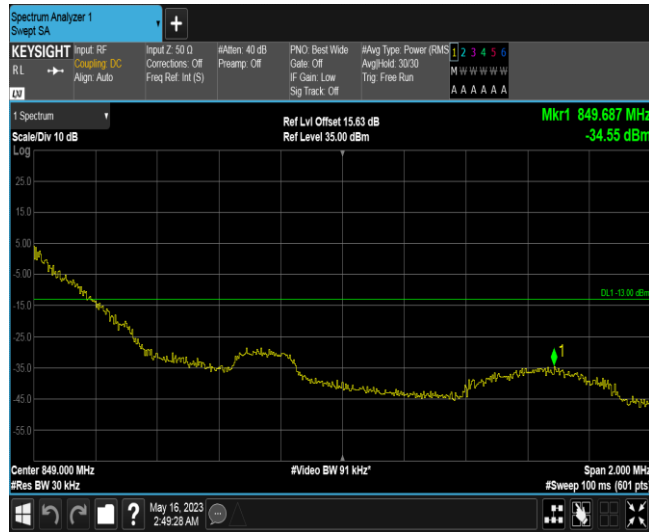 Spectrum Analyzer 1
Swept SA
+
KEYSIGHT
RL
LXI
Input: RF
Coupling: DC
Align: Auto
Input Z: 50 Ω
Corrections: Off
Freq Ref: Int (S)
#Atten: 40 dB
Preamp: Off
PNO: Best Wide
Gate: Off
IF Gain: Low
Sig Track: Off
#Avg Type: Power (RMS
Avg|Hold: 30/30
Trig: Free Run
1 2 3 4 5 6
M W W W W W
A A A A A A
1 Spectrum
Scale/Div 10 dB
Log
Ref Lvl Offset 15.63 dB
Ref Level 35.00 dBm
Mkr1 849.687 MHz
-34.55 dBm
25.0
15.0
5.00
-5.00
DL1 -13.00 dBm
-15.0
-25.0
1
-35.0
-45.0
-55.0
Center 849.000 MHz
#Res BW 30 kHz
#Video BW 91 kHz*
Span 2.000 MHz
#Sweep 100 ms (601 pts)
?
May 16, 2023
2:49:28 AM